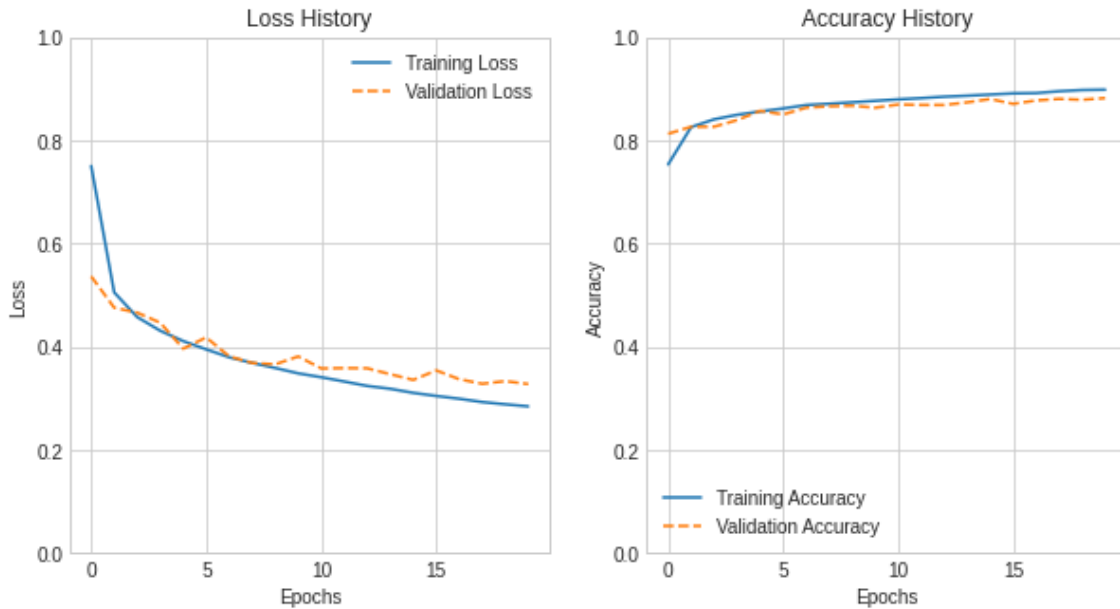 Loss History
1.0
0.8
0.6
0.4
0.2
0.0
Loss
Training Loss
Validation Loss
0 5 10 15
Epochs
Accuracy History
1.0
0.8
0.6
0.4
0.2
0.0
Accuracy
Training Accuracy
Validation Accuracy
0 5 10 15
Epochs